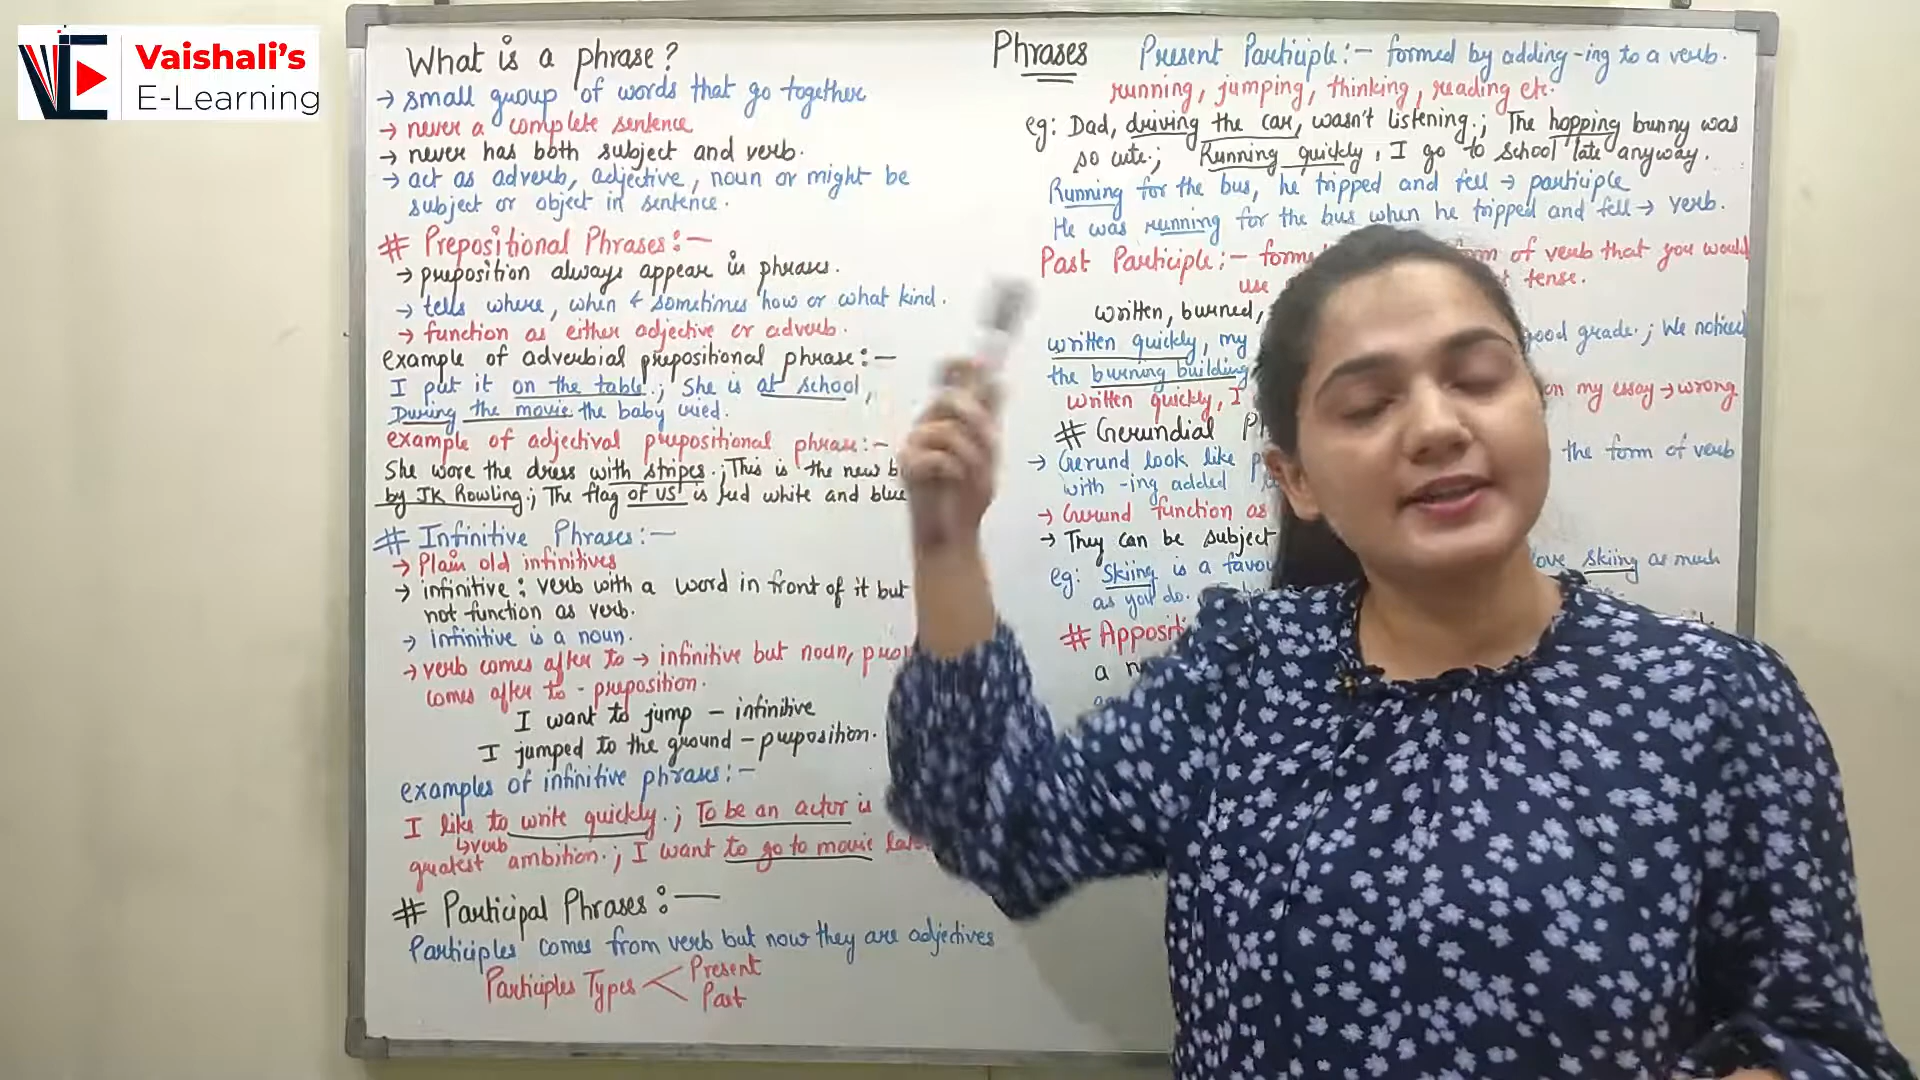 Vaishali's
E-Learning
Phrases
What is a phrase?
→ small group of words that go together
→ never a complete sentence
→ never has both subject and verb.
→ act as adverb, adjective, noun or might be
subject or object in sentence.
# Prepositional Phrases:—
→ preposition always appear in phrases.
→ tells where, when & sometimes how or what kind.
→ function as either adjective or adverb.
example of adverbial prepositional phrase:—
I put it on the table.; She is at school,
During the movie the baby cried.
example of adjectival prepositional phrase:—
She wore the dress with stripes.; This is the new
by JK Rowling.; The flag of US is red white and blue
# Infinitive Phrases:—
→ Plain old infinitives
→ infinitive: verb with a word in front of it but
not function as verb.
→ infinitive is a noun.
→ verb comes after to → infinitive but noun,
comes after to - preposition.
I want to jump – infinitive
I jumped to the ground – preposition.
examples of infinitive phrases:—
I like to write quickly.; To be an actor is
↳verb
greatest ambition.; I want to go to movie
# Participal Phrases:—
Participles comes from verb but now they are adjectives
Participles Types < Present
Past
Present Participle:— formed by adding -ing to a verb.
running, jumping, thinking, reading etc.
eg: Dad, driving the car, wasn't listening.; The hopping bunny was
so cute.; Running quickly, I go to school late anyway.
Running for the bus, he tripped and fell → participle
He was running for the bus when he tripped and fell → verb.
Past Participle:— of verb that you would
use tense.
written, burned,
written quickly, my good grade.; We noticed
the burning building
written quickly, I on my essay → wrong
# Gerundial
→ Gerund look like the form of verb
with -ing added
→ Gerund function as
→ They can be subject
eg: Skiing is a skiing as much
as you do.
#
a